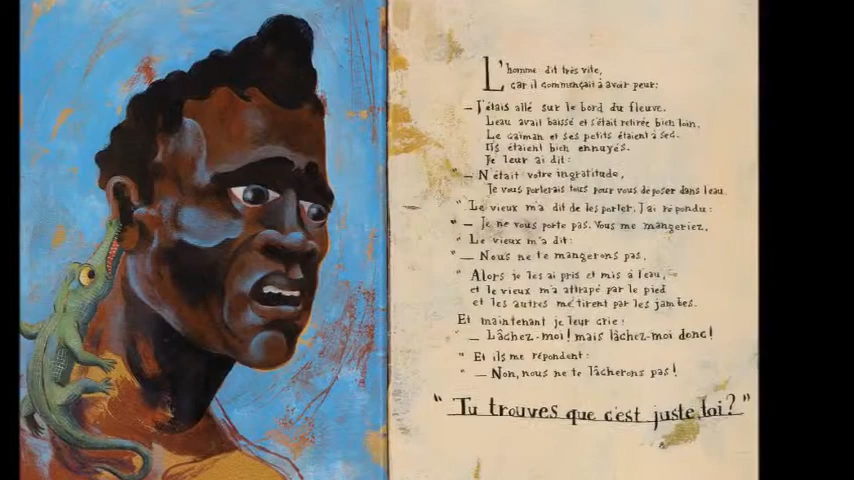 L'homme dit très vite,
car il commençait à avoir peur:
— J'étais allé sur le bord du fleuve.
L'eau avait baissé et s'était retirée bien loin.
Le caïman et ses petits étaient à sec.
Ils étaient bien ennuyés.
Je leur ai dit:
" — N'était votre ingratitude,
Je vous porterais tous pour vous déposer dans l'eau.
" Le vieux m'a dit de les porter. J'ai répondu:
" — Je ne vous porte pas. Vous me mangeriez.
" Le vieux m'a dit:
" — Nous ne te mangerons pas.
" Alors je les ai pris et mis à l'eau,
et le vieux m'a attrapé par le pied
et les autres me tirent par les jambes.
Et maintenant je leur crie:
" — Lâchez-moi! mais lâchez-moi donc!
" Et ils me répondent:
" — Non, nous ne te lâcherons pas!
" — Tu trouves que c'est juste toi? "